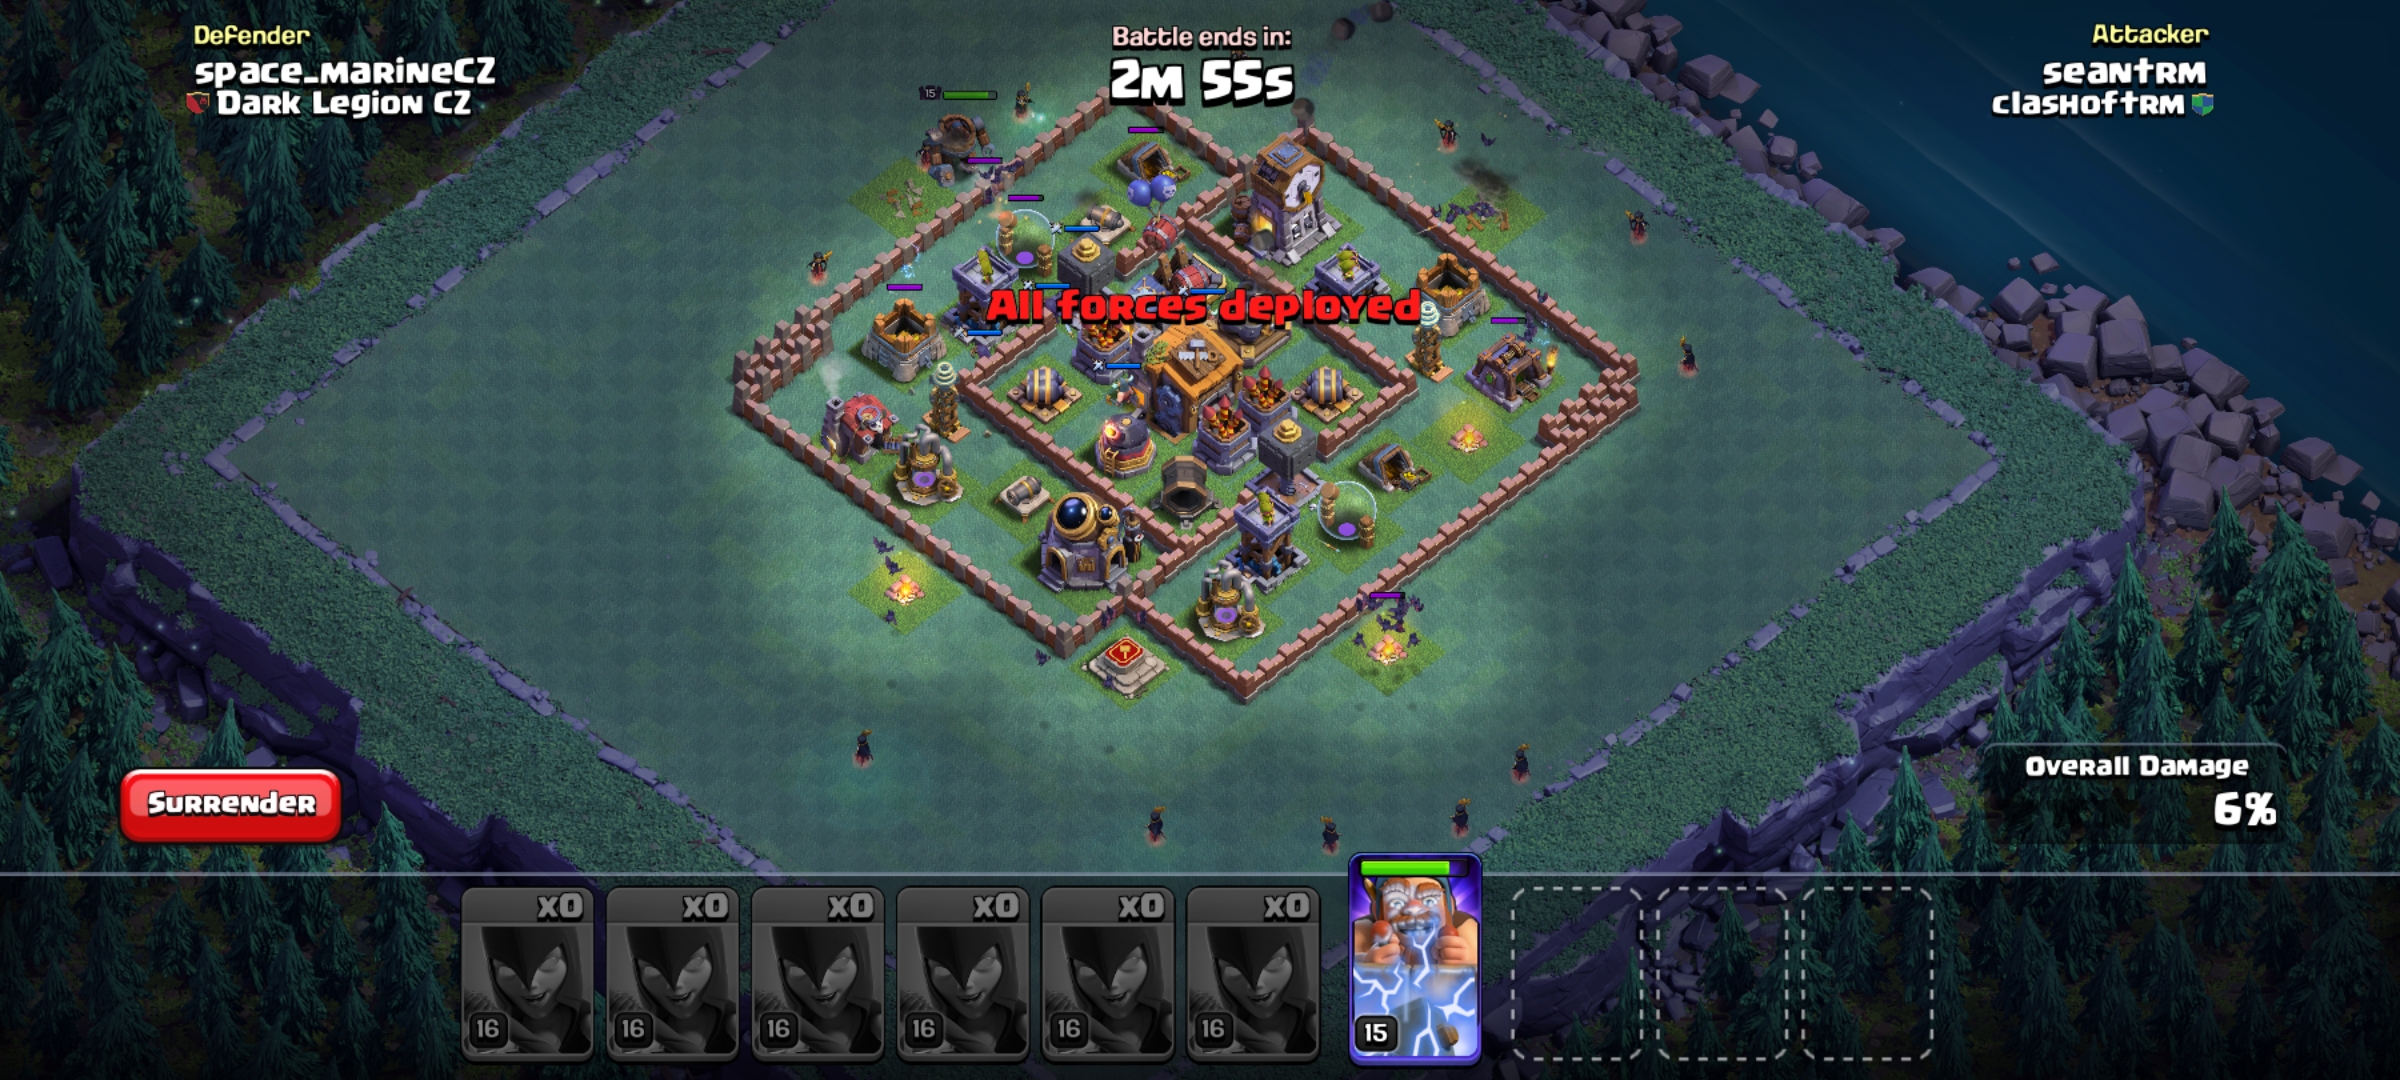 Defender
space_marineCZ
Dark Legion CZ
Battle ends in:
2M 55s
Attacker
seantrm
clashoftrm
15
All forces deployed
Surrender
Overall Damage
6%
x0
x0
x0
x0
x0
x0
16
16
16
16
16
16
15